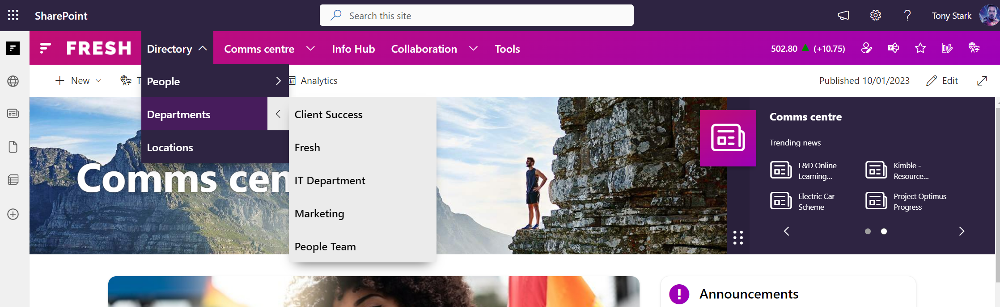 SharePoint
Search this site
Tony Stark
FRESH
Directory
Comms centre
Info Hub
Collaboration
Tools
502.80 (+10.75)
New
T
Analytics
Published 10/01/2023
Edit
People
Departments
Locations
Client Success
Fresh
IT Department
Marketing
People Team
Comms cen
Comms centre
Trending news
L&D Online
Learning...
Kimble -
Resource...
Electric Car
Scheme
Project Optimus
Progress
Announcements